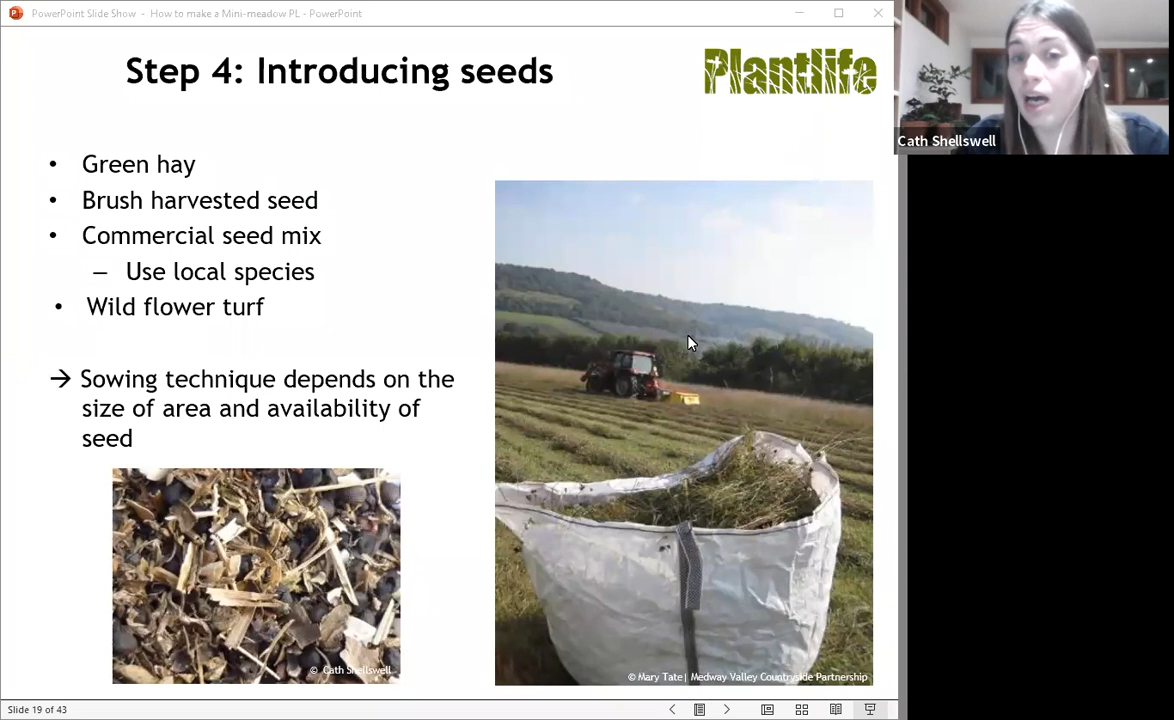 PowerPoint Slide Show - How to make a Mini-meadow PL - PowerPoint
Step 4: Introducing seeds
Plantlife
Cath Shellswell
• Green hay
• Brush harvested seed
• Commercial seed mix
– Use local species
• Wild flower turf
→ Sowing technique depends on the
size of area and availability of
seed
© Cath Shellswell
© Mary Tate| Medway Valley Countryside Partnership
Slide 19 of 43